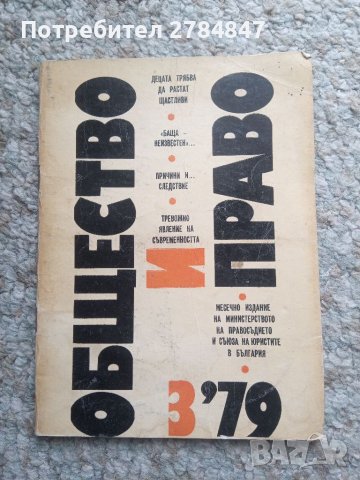 Потребител 2784847
ОБЩЕСТВО
И
ПРАВО
ДЕЦАТА ТРЯБВА
ДА РАСТАТ
ЩАСТЛИВИ
„БАЩА –
НЕИЗВЕСТЕН“...
ПРИЧИНИ И...
СЛЕДСТВИЕ
ТРЕВОЖНО
ЯВЛЕНИЕ НА
СЪВРЕМЕННОСТТА
МЕСЕЧНО ИЗДАНИЕ
НА МИНИСТЕРСТВОТО
НА ПРАВОСЪДИЕТО
И СЪЮЗА НА ЮРИСТИТЕ
В БЪЛГАРИЯ
3'79
BAZAR